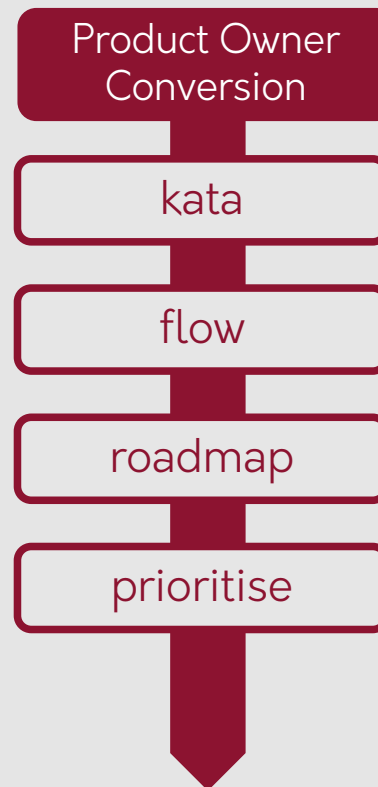 Product Owner
Conversion
kata
flow
roadmap
prioritise